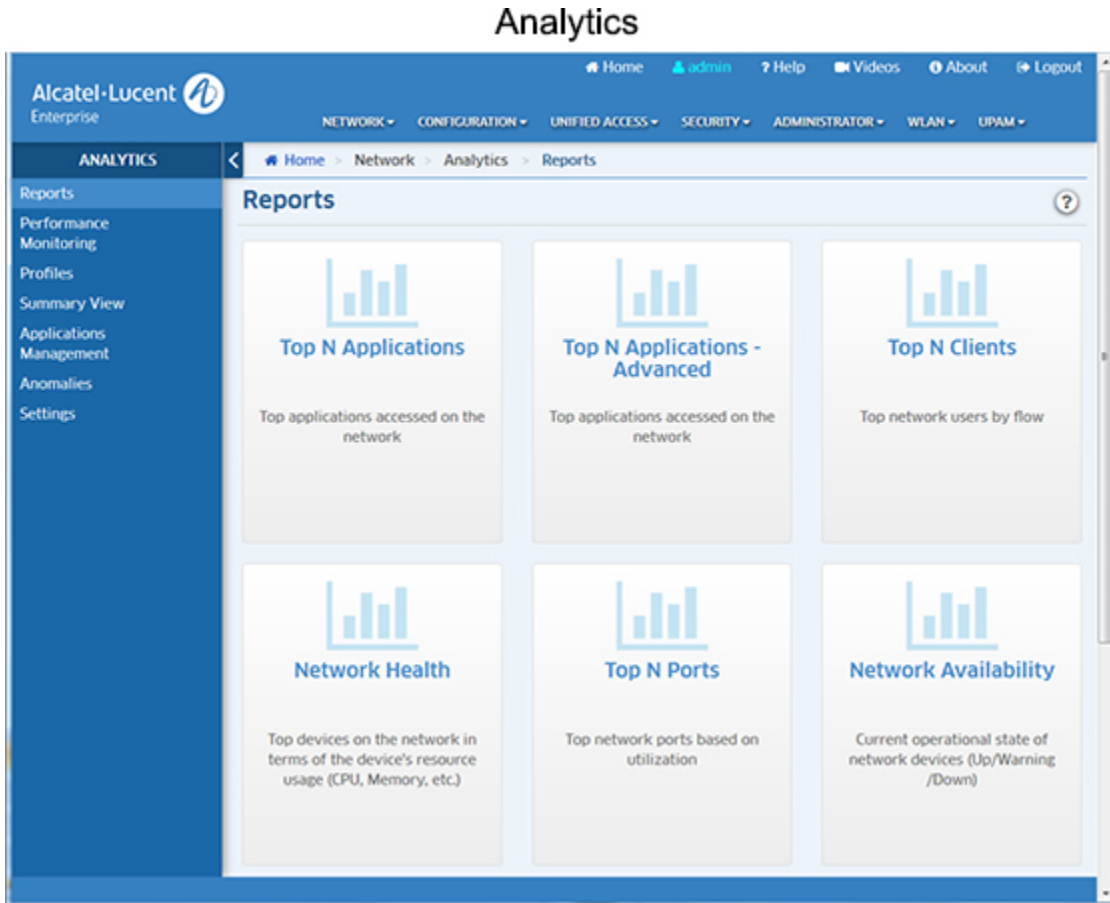 Analytics
Home admin ? Help Videos About Logout
Alcatel·Lucent
Enterprise
NETWORK CONFIGURATION UNIFIED ACCESS SECURITY ADMINISTRATOR WLAN UPAM
ANALYTICS
Home > Network > Analytics > Reports
Reports
Performance
Monitoring
Profiles
Summary View
Applications
Management
Anomalies
Settings
Reports
?
Top N Applications
Top applications accessed on the
network
Top N Applications -
Advanced
Top applications accessed on the
network
Top N Clients
Top network users by flow
Network Health
Top devices on the network in
terms of the device's resource
usage (CPU, Memory, etc.)
Top N Ports
Top network ports based on
utilization
Network Availability
Current operational state of
network devices (Up/Warning
/Down)